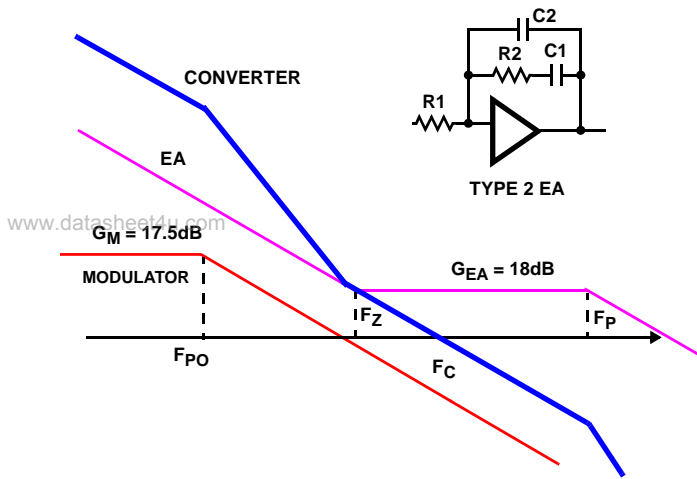 C2
R2
C1
CONVERTER
R1
EA
TYPE 2 EA
www.datasheet4u.com
GM = 17.5dB
GEA = 18dB
MODULATOR
FZ
FP
FPO
FC